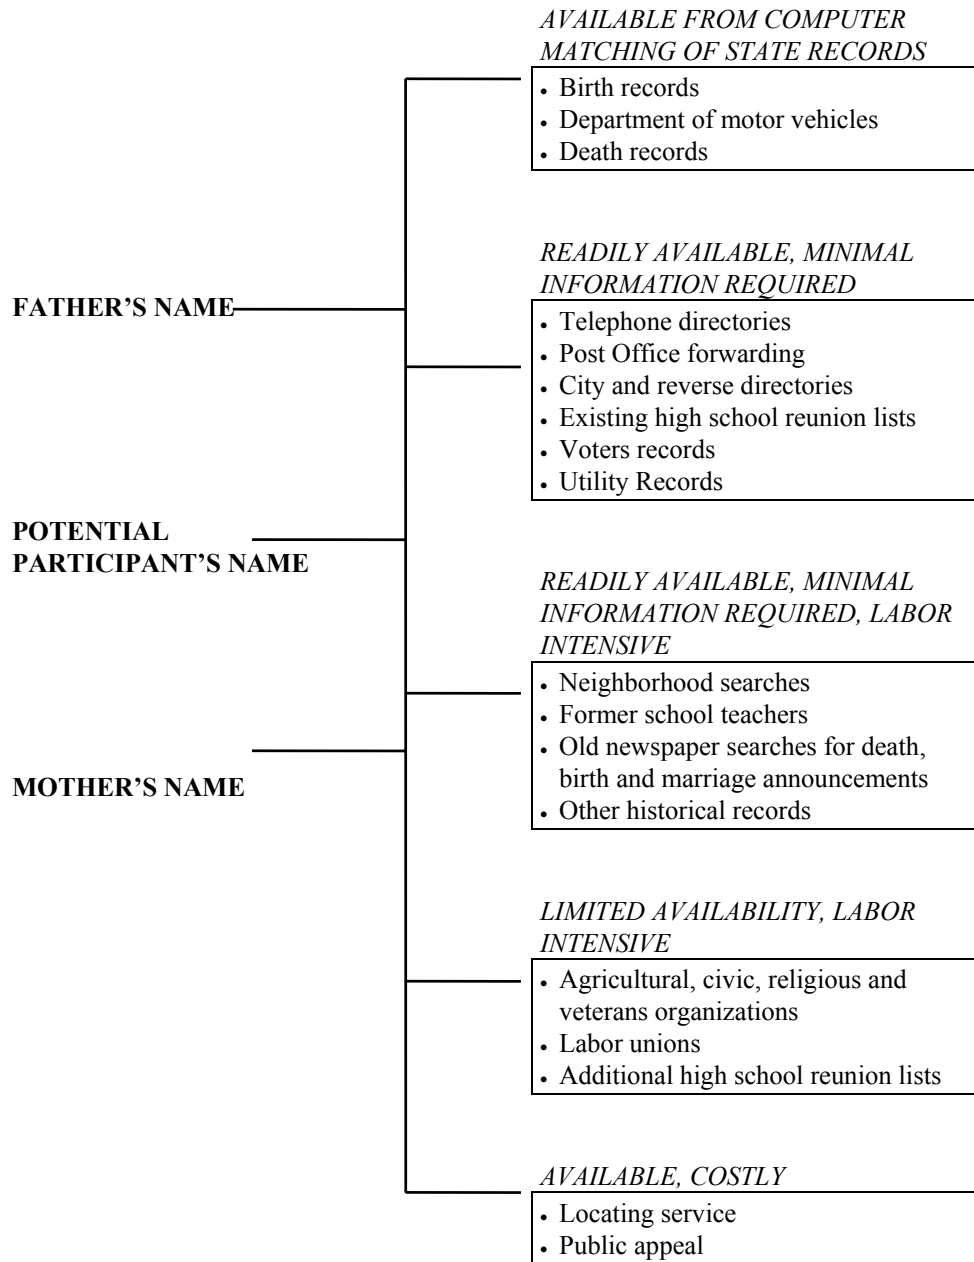 AVAILABLE FROM COMPUTER
MATCHING OF STATE RECORDS
• Birth records
• Department of motor vehicles
• Death records
READILY AVAILABLE, MINIMAL
INFORMATION REQUIRED
FATHER’S NAME
• Telephone directories
• Post Office forwarding
• City and reverse directories
• Existing high school reunion lists
• Voters records
• Utility Records
POTENTIAL
PARTICIPANT’S NAME
READILY AVAILABLE, MINIMAL
INFORMATION REQUIRED, LABOR
INTENSIVE
• Neighborhood searches
• Former school teachers
• Old newspaper searches for death,
birth and marriage announcements
• Other historical records
MOTHER’S NAME
LIMITED AVAILABILITY, LABOR
INTENSIVE
• Agricultural, civic, religious and
veterans organizations
• Labor unions
• Additional high school reunion lists
AVAILABLE, COSTLY
• Locating service
• Public appeal